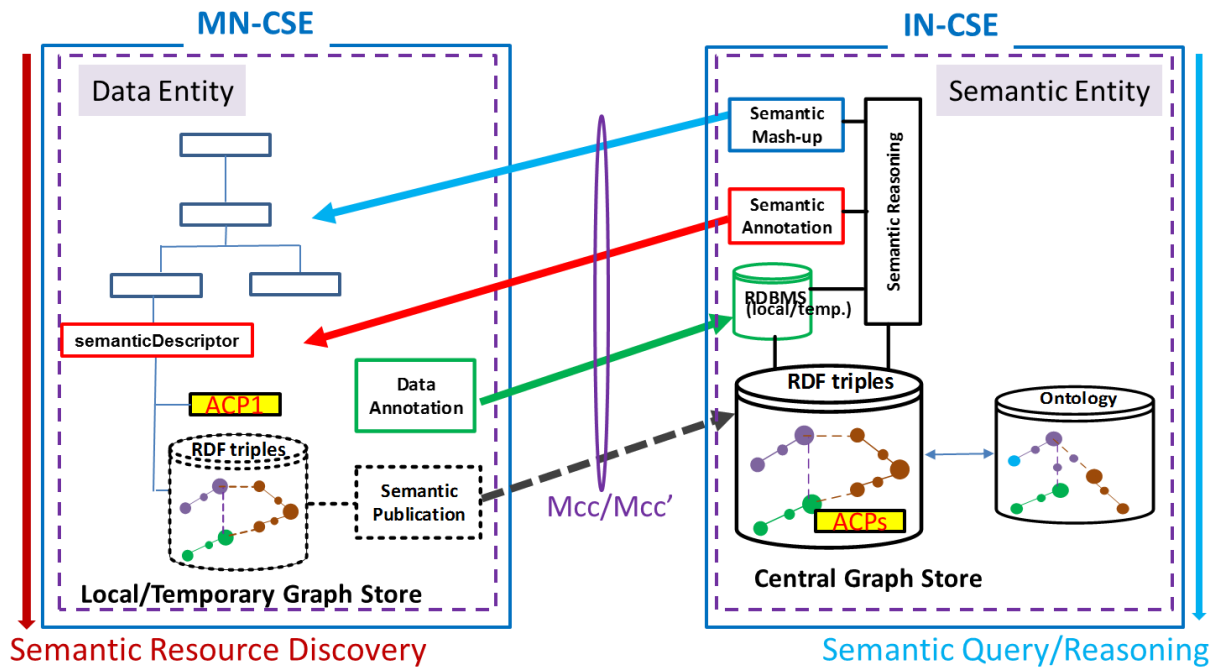 MN-CSE
IN-CSE
Data Entity
Semantic Entity
Semantic
Mash-up
Semantic
Annotation
Semantic Reasoning
RDBMS
(local/temp.)
semanticDescriptor
Data
Annotation
ACP1
RDF triples
Semantic
Publication
Mcc/Mcc’
RDF triples
ACPs
Ontology
Local/Temporary Graph Store
Central Graph Store
Semantic Resource Discovery
Semantic Query/Reasoning